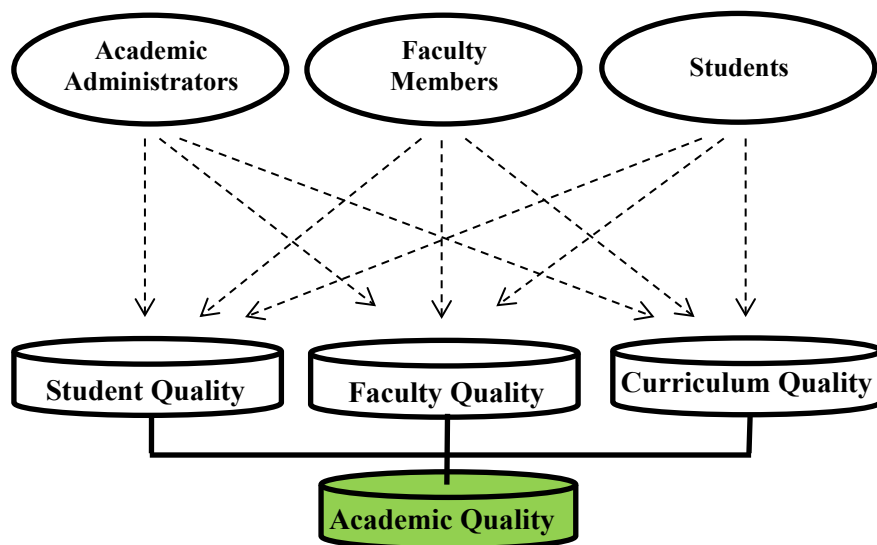 Academic
Administrators
Faculty
Members
Students
Student Quality
Faculty Quality
Curriculum Quality
Academic Quality